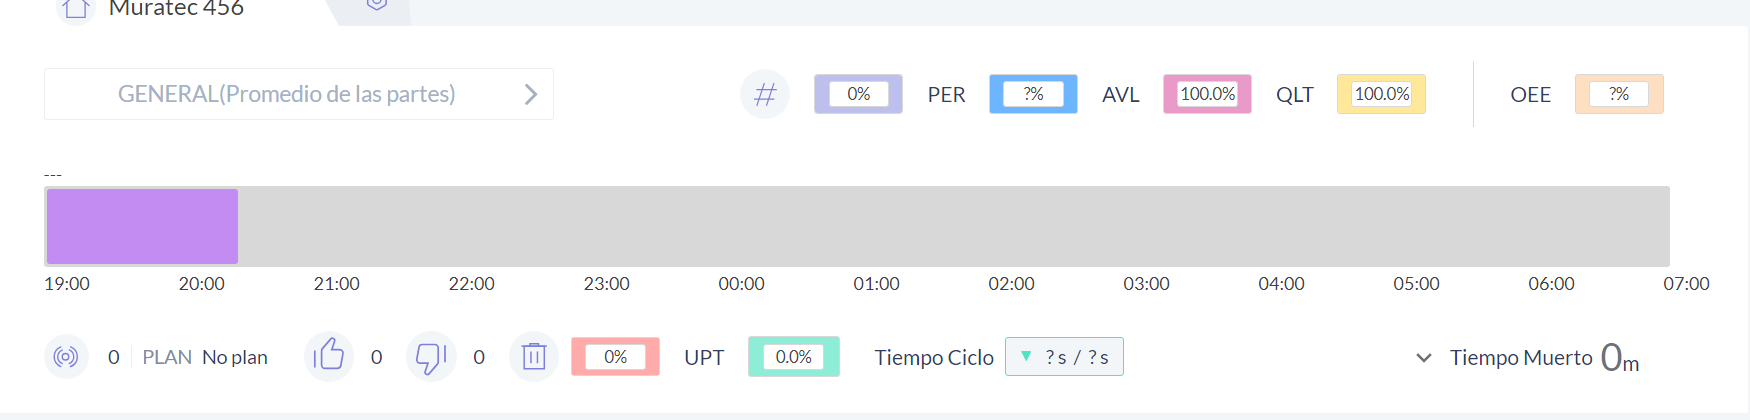 Muratec 456
GENERAL(Promedio de las partes)
# 0% PER ?% AVL 100.0% QLT 100.0% OEE ?%
---
19:00 20:00 21:00 22:00 23:00 00:00 01:00 02:00 03:00 04:00 05:00 06:00 07:00
0 PLAN No plan 0 0 0% UPT 0.0% Tiempo Ciclo ▼ ?s / ?s Tiempo Muerto 0m